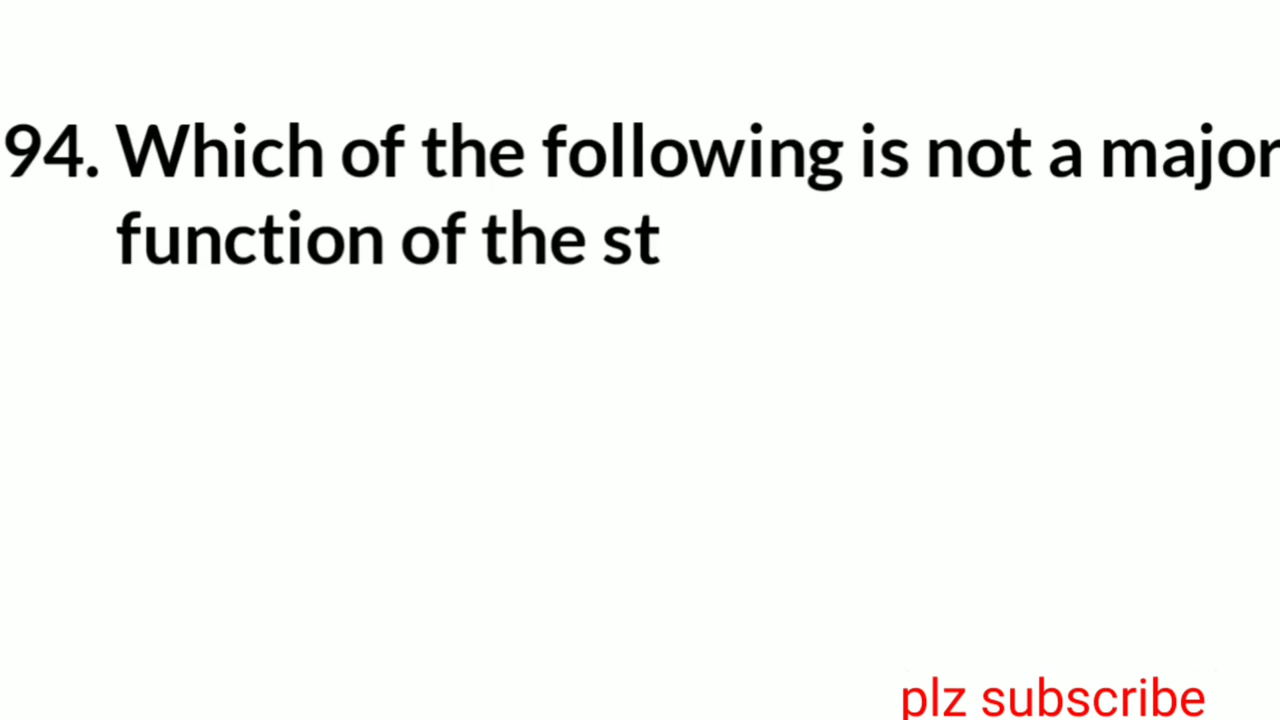 94. Which of the following is not a major
function of the st
plz subscribe